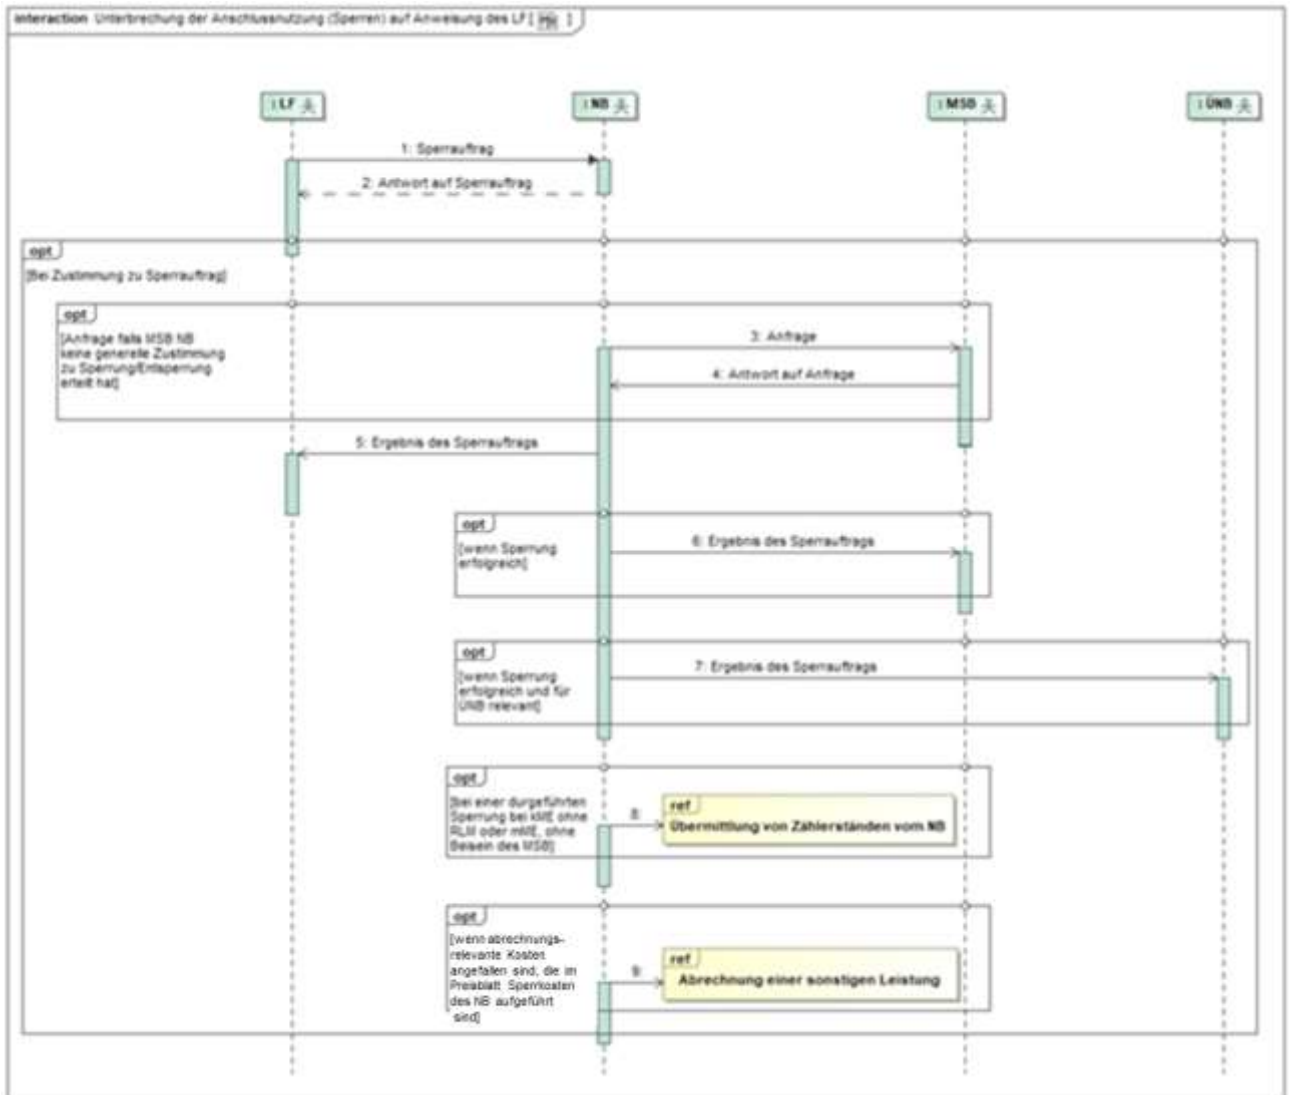 interaction Unterbrechung der Anschlussnutzung (Sperren) auf Anweisung des LF [ ]
: LF
: NB
: MSB
: ÜNB
1: Sperrauftrag
2: Antwort auf Sperrauftrag
opt
[Bei Zustimmung zu Sperrauftrag]
opt
[Anfrage falls MSB NB
keine generelle Zustimmung
zu Sperrung/Entsperrung
erteilt hat]
3: Anfrage
4: Antwort auf Anfrage
5: Ergebnis des Sperrauftrags
opt
[wenn Sperrung
erfolgreich]
6: Ergebnis des Sperrauftrags
opt
[wenn Sperrung
erfolgreich und für
ÜNB relevant]
7: Ergebnis des Sperrauftrags
opt
[bei einer durgeführten
Sperrung bei kME ohne
RLM oder mME, ohne
Beisein des MSB]
8:
ref
Übermittlung von Zählerständen vom NB
opt
[wenn abrechnungs-
relevante Kosten
angefallen sind, die im
Preisblatt Sperrkosten
des NB aufgeführt
sind]
9:
ref
Abrechnung einer sonstigen Leistung